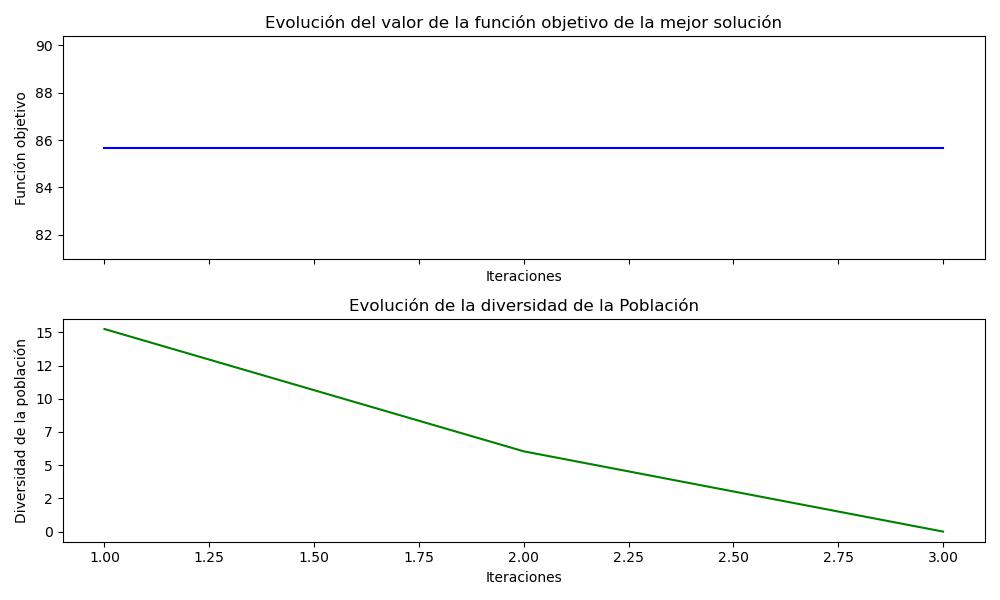 Evolución del valor de la función objetivo de la mejor solución
90
88
86
84
82
Función objetivo
Iteraciones
Evolución de la diversidad de la Población
15
12
10
7
5
2
0
Diversidad de la población
1.00 1.25 1.50 1.75 2.00 2.25 2.50 2.75 3.00
Iteraciones